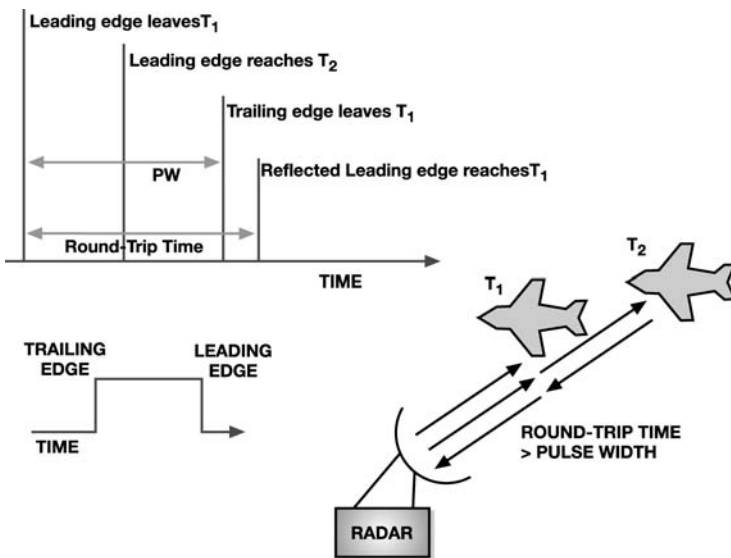 Leading edge leavesT1
Leading edge reaches T2
Trailing edge leaves T1
PW
Reflected Leading edge reachesT1
Round-Trip Time
TIME
T1
T2
TRAILING
EDGE
LEADING
EDGE
TIME
ROUND-TRIP TIME
> PULSE WIDTH
RADAR